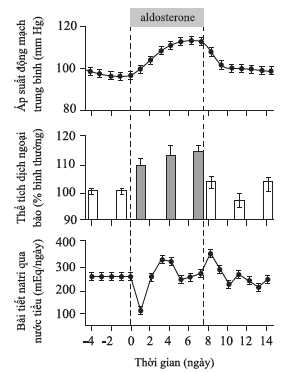 aldosterone
Áp suất động mạch
trung bình (mm Hg)
120
100
80
Thể tích dịch ngoại
bào (% bình thường)
120
110
100
90
Bài tiết natri qua
nước tiểu (mEq/ngày)
400
300
200
100
-4 -2 0 2 4 6 8 10 12 14
Thời gian (ngày)